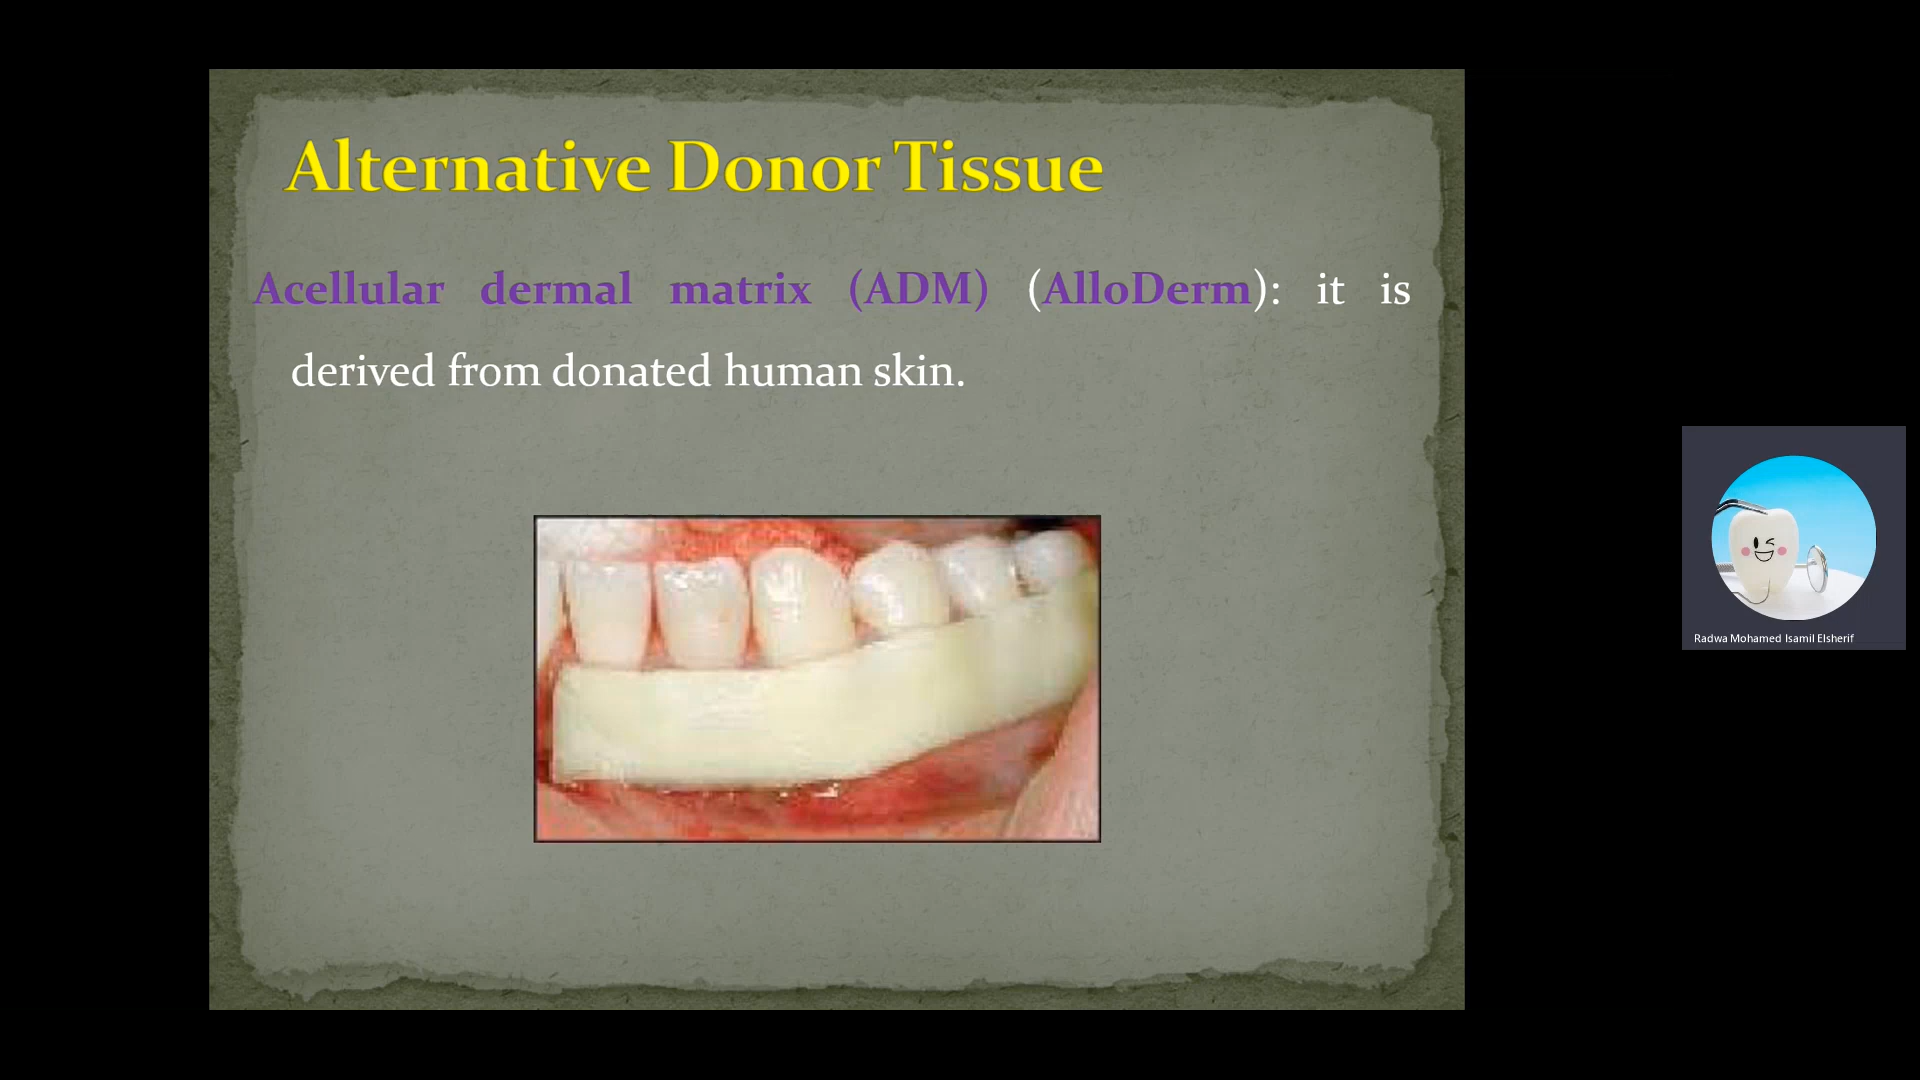 Alternative Donor Tissue
Acellular dermal matrix (ADM) (AlloDerm): it is
derived from donated human skin.
Radwa Mohamed Isamil Elsherif